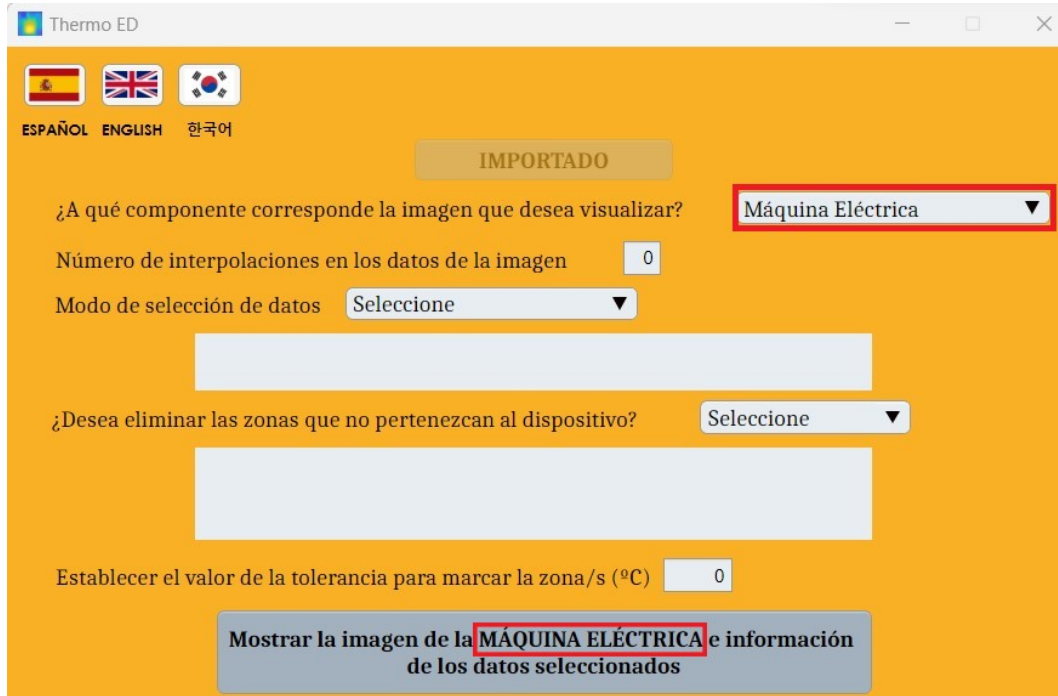 Thermo ED
ESPAÑOL ENGLISH 한국어
IMPORTADO
¿A qué componente corresponde la imagen que desea visualizar? Máquina Eléctrica
Número de interpolaciones en los datos de la imagen 0
Modo de selección de datos Seleccione
¿Desea eliminar las zonas que no pertenezcan al dispositivo? Seleccione
Establecer el valor de la tolerancia para marcar la zona/s (ºC) 0
Mostrar la imagen de la MÁQUINA ELÉCTRICA e información
de los datos seleccionados